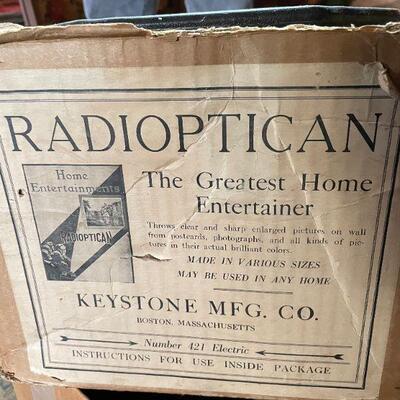 RADIOPTICAN
Home
Entertainments
RADIOPTICAN
The Greatest Home
Entertainer
Throws clear and sharp enlarged pictures on wall
from postcards, photographs, and all kinds of pic-
tures in their actual brilliant colors.
MADE IN VARIOUS SIZES
MAY BE USED IN ANY HOME
KEYSTONE MFG. CO.
BOSTON, MASSACHUSETTS
Number 421 Electric
INSTRUCTIONS FOR USE INSIDE PACKAGE